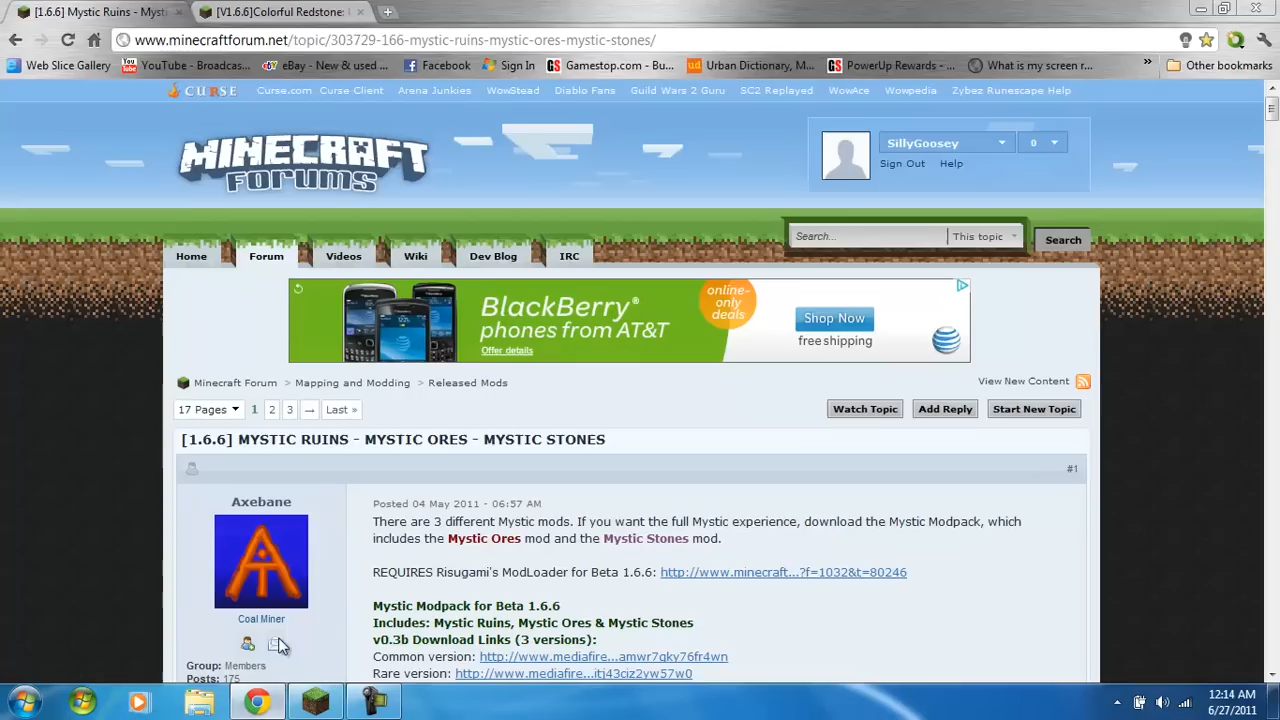 [1.6.6] Mystic Ruins - Myst
[V1.6.6]Colorful Redstone:
www.minecraftforum.net/topic/303729-166-mystic-ruins-mystic-ores-mystic-stones/
Web Slice Gallery
YouTube - Broadcas...
eBay - New & used ...
Facebook
Sign In
Gamestop.com - Bu...
Urban Dictionary, M...
PowerUp Rewards - ...
What is my screen r...
»
Other bookmarks
CURSE Curse.com Curse Client Arena Junkies WowStead Diablo Fans Guild Wars 2 Guru SC2 Replayed WowAce Wowpedia Zybez Runescape Help
MINECRAFT
FORUMS
SillyGoosey 0
Sign Out Help
Search... This topic Search
Home Forum Videos Wiki Dev Blog IRC
BlackBerry®
phones from AT&T
Offer details
online-
only
deals
Shop Now
free shipping
at&t
Minecraft Forum > Mapping and Modding > Released Mods
View New Content
17 Pages 1 2 3 → Last »
Watch Topic Add Reply Start New Topic
[1.6.6] MYSTIC RUINS - MYSTIC ORES - MYSTIC STONES
#1
Axebane
Coal Miner
Group: Members
Posts: 175
Posted 04 May 2011 - 06:57 AM
There are 3 different Mystic mods. If you want the full Mystic experience, download the Mystic Modpack, which
includes the Mystic Ores mod and the Mystic Stones mod.
REQUIRES Risugami's ModLoader for Beta 1.6.6: http://www.minecraft...?f=1032&t=80246
Mystic Modpack for Beta 1.6.6
Includes: Mystic Ruins, Mystic Ores & Mystic Stones
v0.3b Download Links (3 versions):
Common version: http://www.mediafire...amwr7qky76fr4wn
Rare version: http://www.mediafire...itj43ciz2yw57w0
12:14 AM
6/27/2011